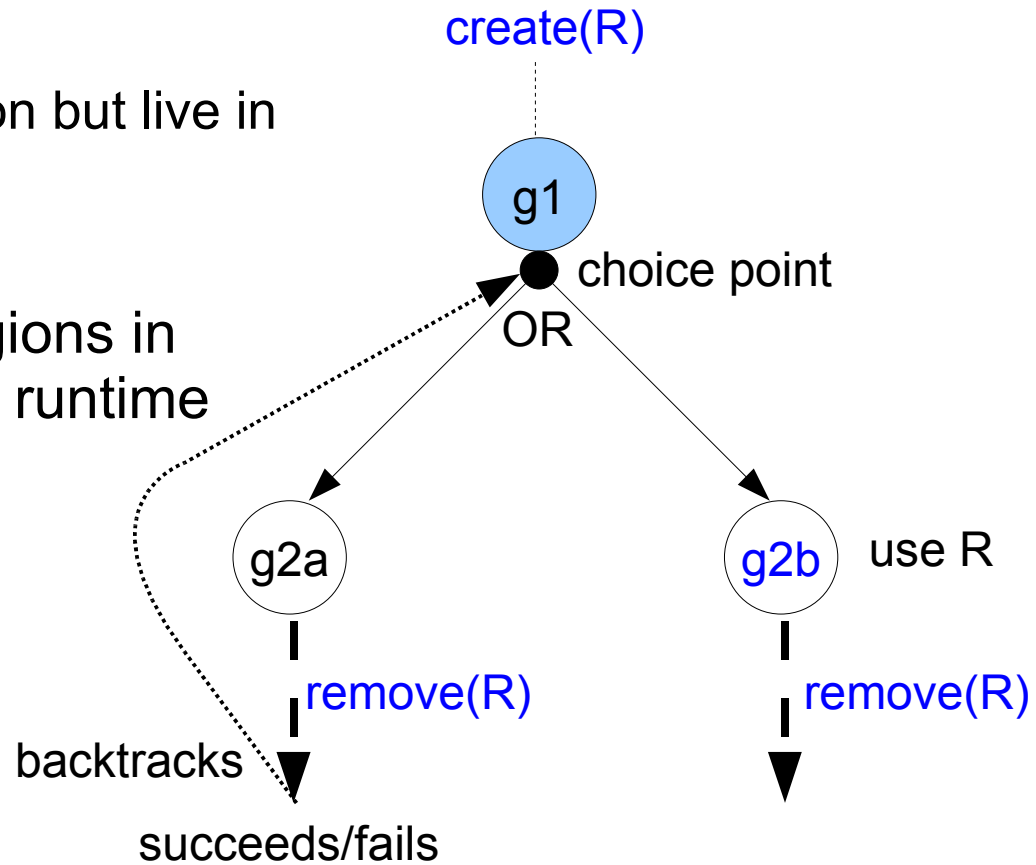 create(R)
on but live in
g1
choice point
OR
gions in
runtime
g2a
g2b
use R
remove(R)
remove(R)
backtracks
succeeds/fails